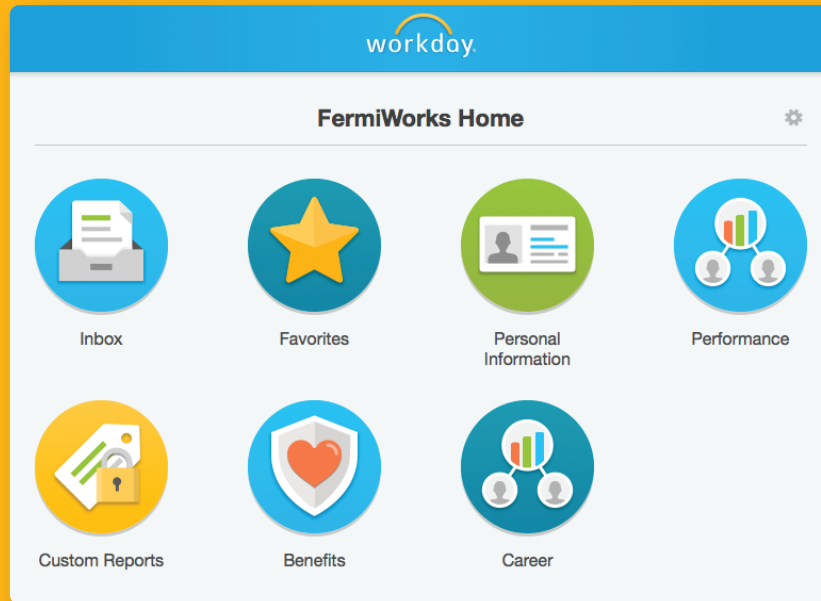 workday.
FermiWorks Home
Inbox
Favorites
Personal
Information
Performance
Custom Reports
Benefits
Career